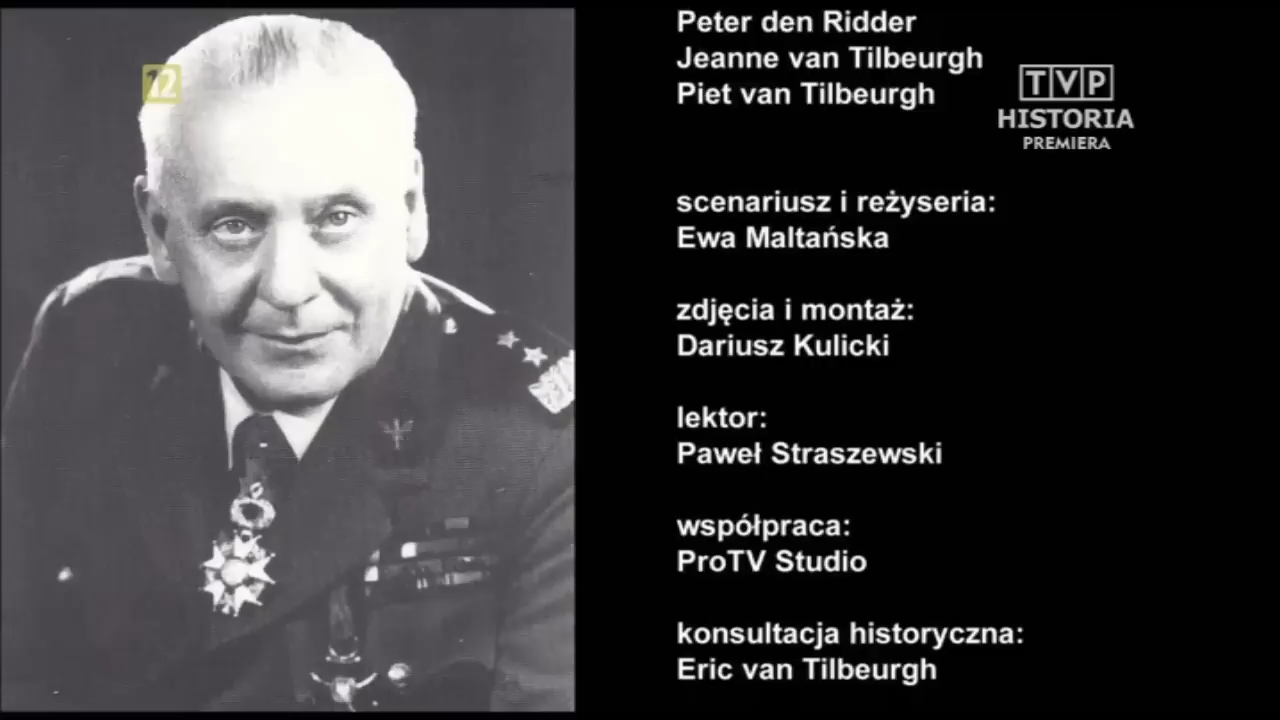 12
Peter den Ridder
Jeanne van Tilbeurgh
Piet van Tilbeurgh
TVP
HISTORIA
PREMIERA
scenariusz i reżyseria:
Ewa Maltańska
zdjęcia i montaż:
Dariusz Kulicki
lektor:
Paweł Straszewski
współpraca:
ProTV Studio
konsultacja historyczna:
Eric van Tilbeurgh